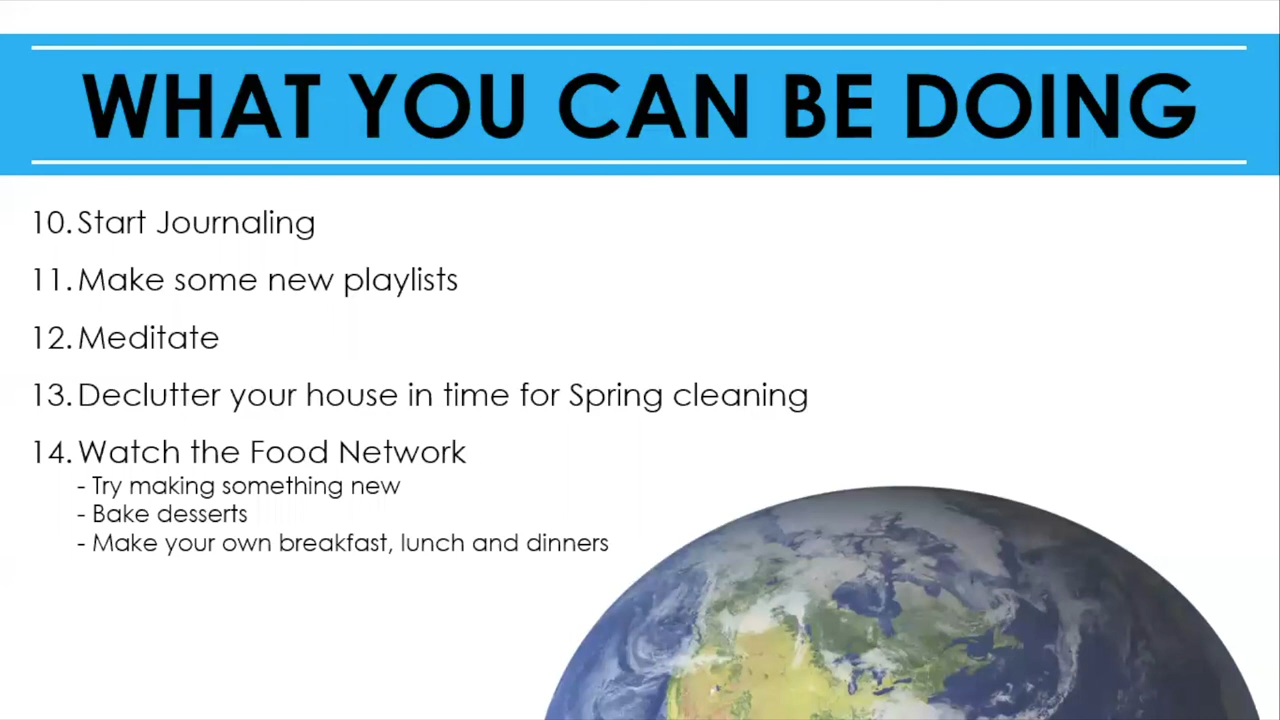 WHAT YOU CAN BE DOING
10. Start Journaling
11. Make some new playlists
12. Meditate
13. Declutter your house in time for Spring cleaning
14. Watch the Food Network
- Try making something new
- Bake desserts
- Make your own breakfast, lunch and dinners